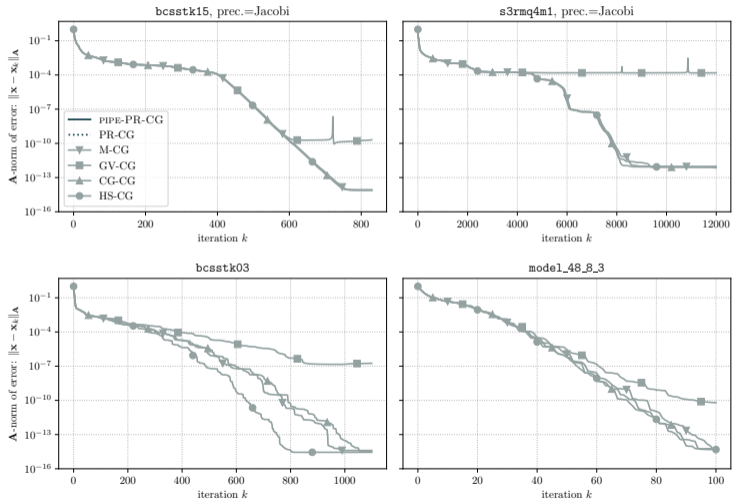 bcsstk15, prec.=Jacobi
s3rmq4m1, prec.=Jacobi
A-norm of error: ‖x − xₖ‖_A
10⁻¹
10⁻⁴
10⁻⁷
10⁻¹⁰
10⁻¹³
10⁻¹⁶
PIPE-PR-CG
PR-CG
M-CG
GV-CG
CG-CG
HS-CG
0 200 400 600 800
iteration k
0 2000 4000 6000 8000 10000 12000
iteration k
bcsstk03
model_48_8_3
A-norm of error: ‖x − xₖ‖_A
10⁻¹
10⁻⁴
10⁻⁷
10⁻¹⁰
10⁻¹³
10⁻¹⁶
0 200 400 600 800 1000
iteration k
0 20 40 60 80 100
iteration k